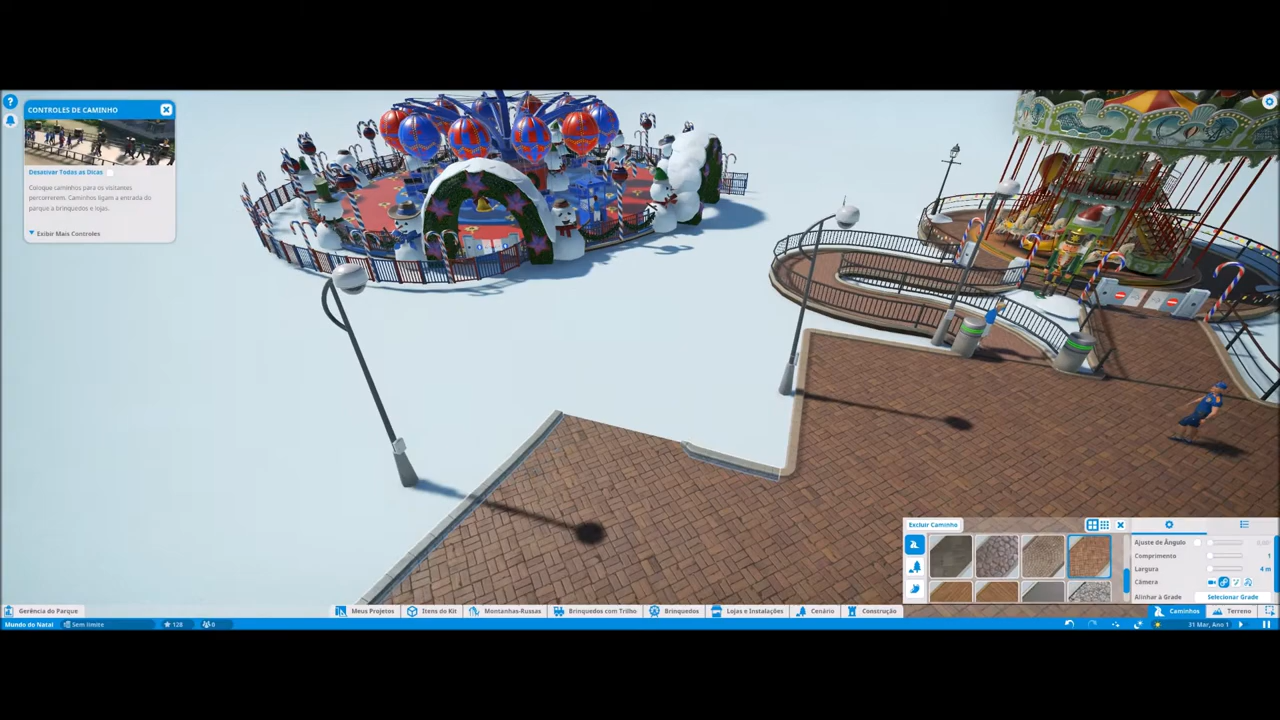 CONTROLES DE CAMINHO
Desativar Todas as Dicas
Coloque caminhos para os visitantes
percorrerem. Caminhos ligam a entrada do
parque à brinquedos e lojas.
Exibir Mais Controles
Excluir Caminho
Ajuste de Ângulo
0,00
Comprimento
1
Largura
4 m
Câmera
Alinhar à Grade
Selecionar Grade
Gerência do Parque
Meus Projetos
Itens do Kit
Montanhas-Russas
Brinquedos com Trilho
Brinquedos
Lojas e Instalações
Cenário
Construção
Caminhos
Terreno
Mundo do Natal
Sem limite
128
0
31 Mar, Ano 1